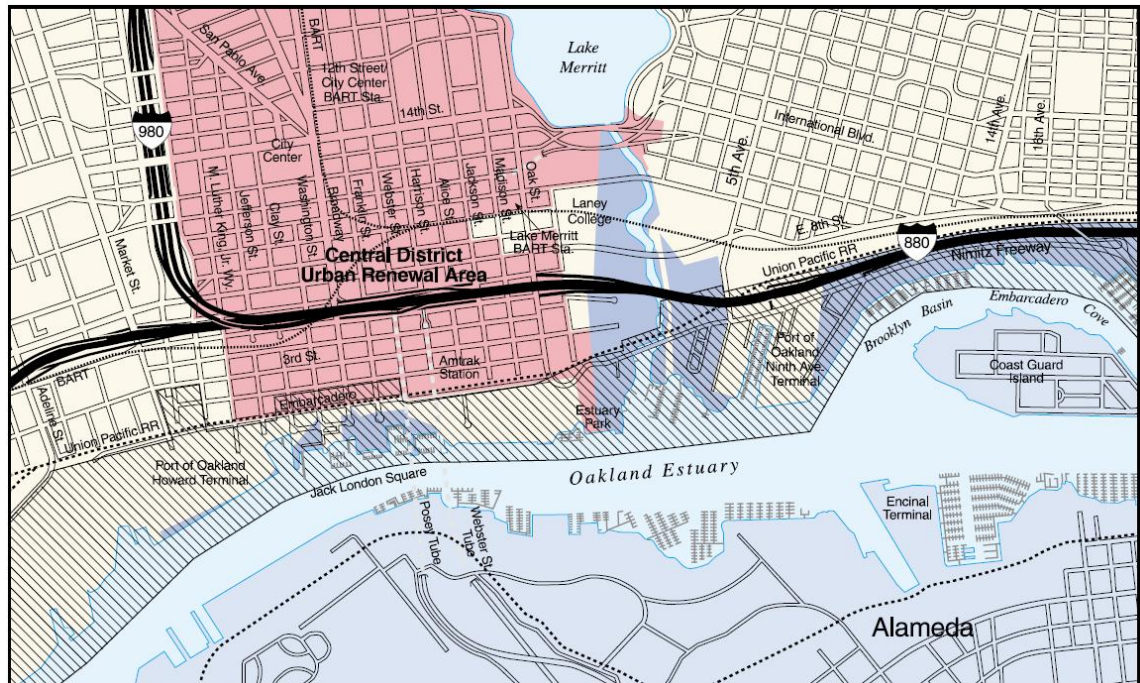 San Pablo Ave.
BART
12th Street/
City Center
BART Sta.
Lake
Merritt
14th St.
980
City
Center
International Blvd.
14th Ave.
16th Ave.
5th Ave.
M. Luther King, Jr Wy.
Jefferson St.
Clay St.
Washington St.
Broadway
Franklin St.
Webster St.
Harrison St.
Alice St.
Jackson St.
Madison St.
Oak St.
Laney
College
Lake Merritt
BART Sta.
E. 8th St.
880
Market St.
Central District
Urban Renewal Area
Union Pacific RR
Nimitz Freeway
Brooklyn Basin
Embarcadero
Cove
3rd St.
BART
Amtrak
Station
Port of
Oakland
Ninth Ave.
Terminal
Coast Guard
Island
Adeline St.
Embarcadero
Estuary
Park
Union Pacific RR
Port of Oakland
Howard Terminal
Jack London Square
Oakland Estuary
Posey Tube
Webster St.
Tube
Encinal
Terminal
Alameda